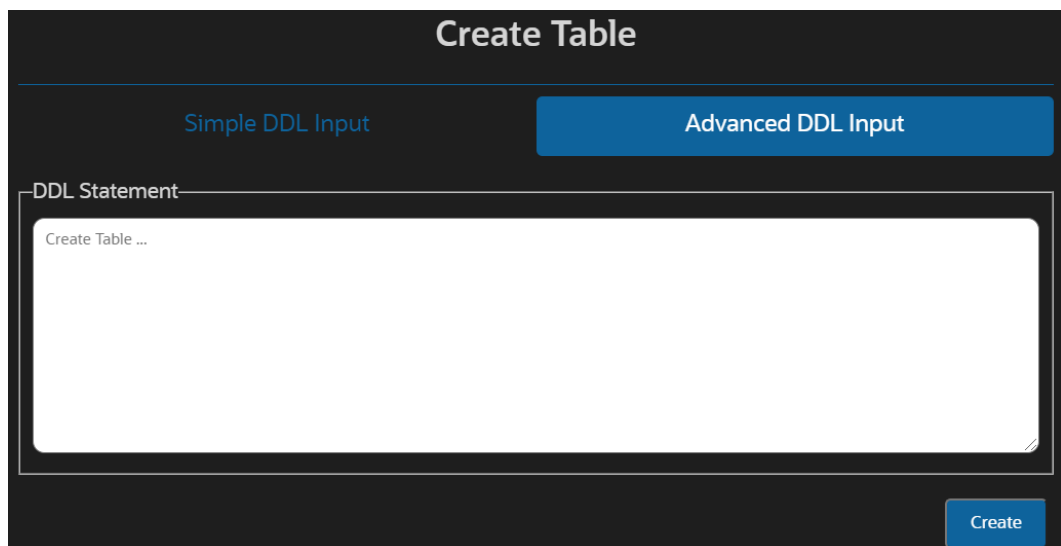 Create Table
Simple DDL Input
Advanced DDL Input
DDL Statement
Create Table ...
Create